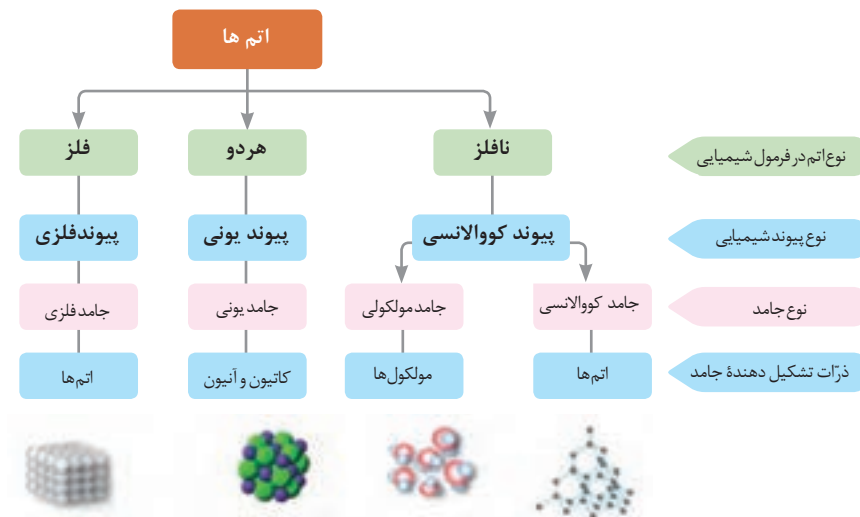 اتم ها
نوع اتم در فرمول شیمیایی
نافلز
هردو
فلز
نوع پیوند شیمیایی
پیوند کووالانسی
پیوند یونی
پیوندفلزی
نوع جامد
جامد کووالانسی
جامد مولکولی
جامد یونی
جامد فلزی
ذرّات تشکیل دهندۀ جامد
اتم‌ها
مولکول‌ها
کاتیون و آنیون
اتم‌ها